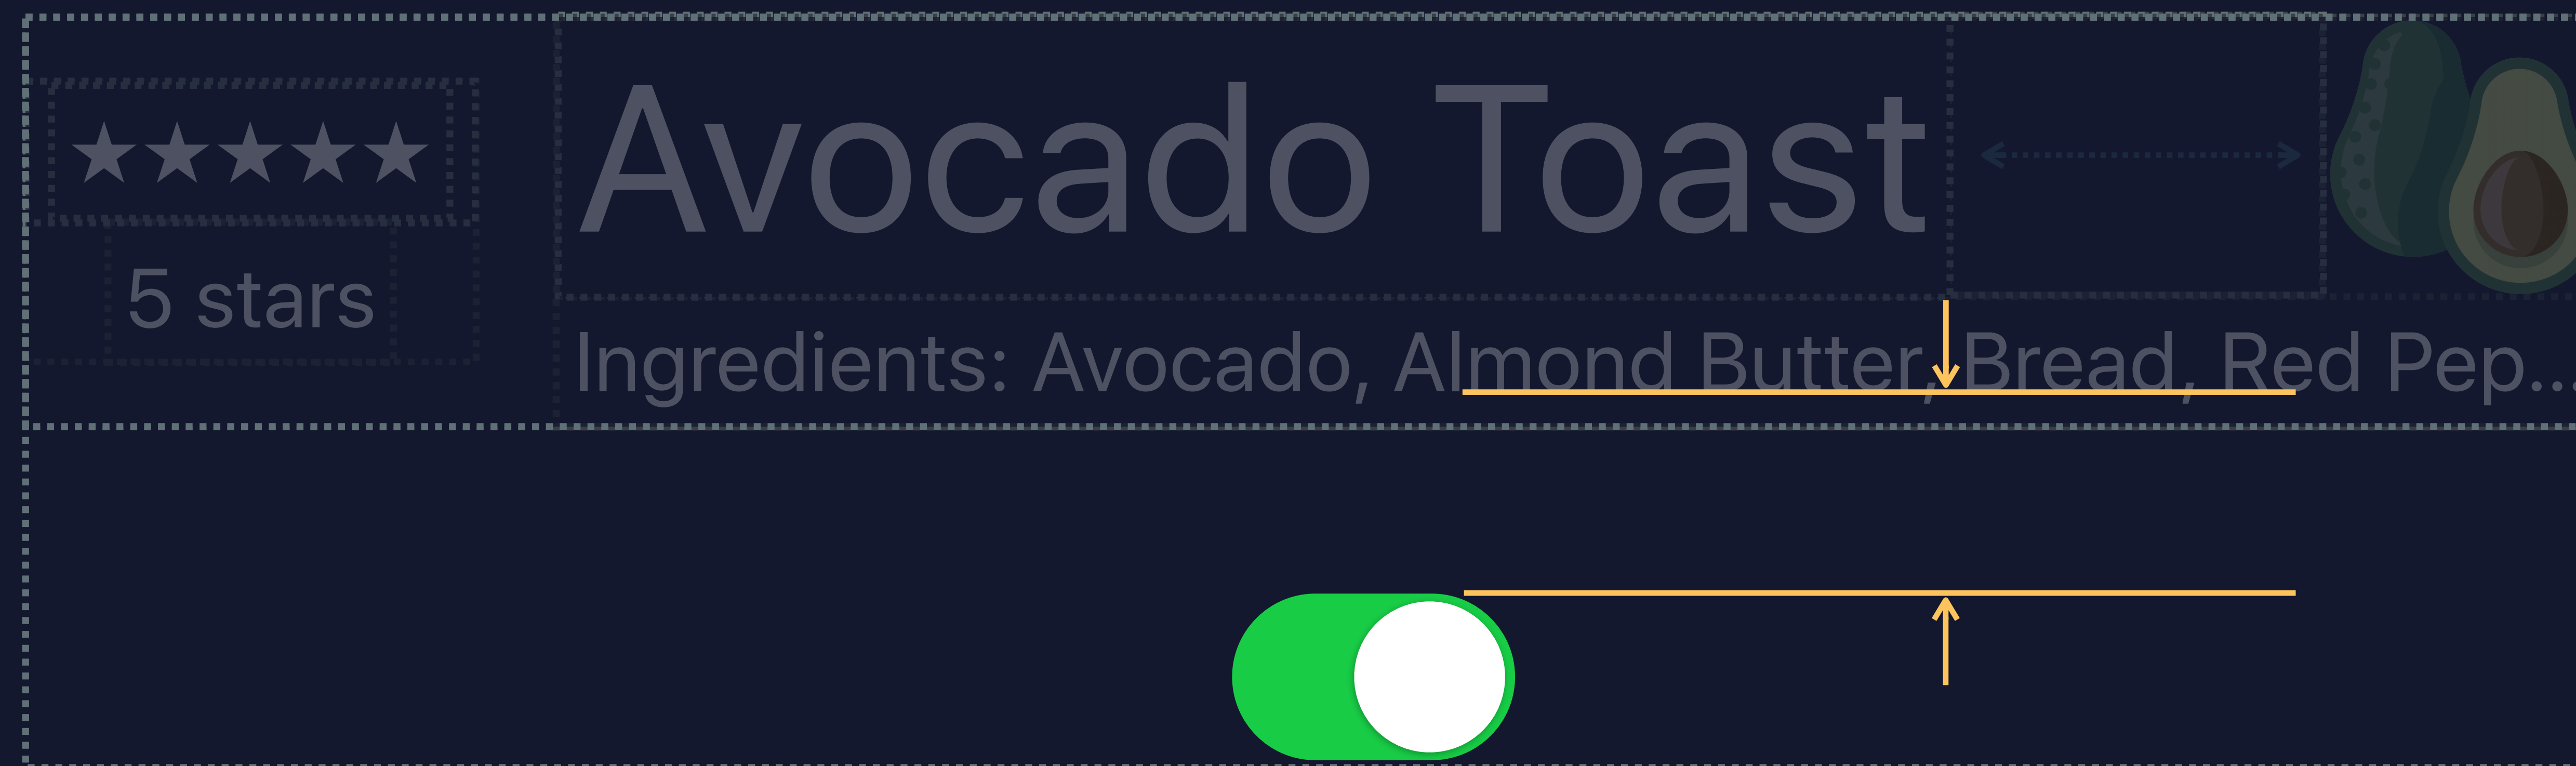 ★★★★★
Avocado Toast
5 stars
Ingredients: Avocado, Almond Butter, Bread, Red Pep...